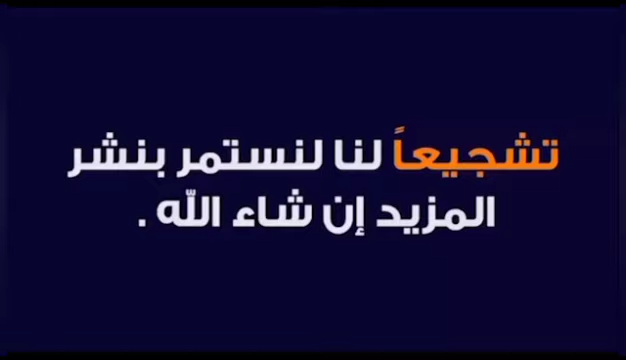 تشجيعاً لنا لنستمر بنشر
المزيد إن شاء الله .